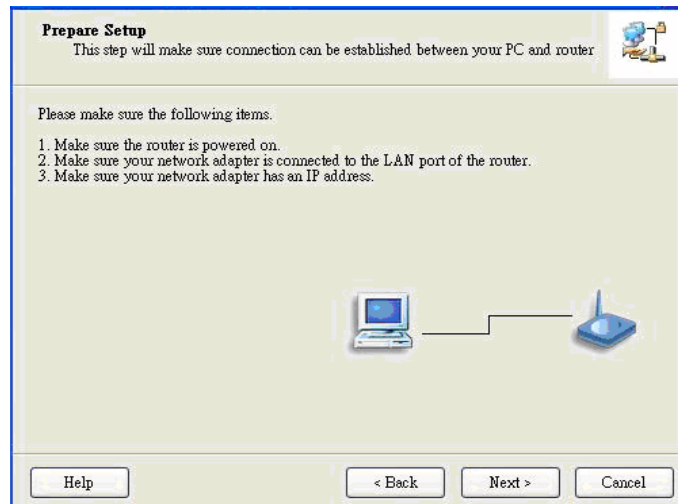 Prepare Setup
This step will make sure connection can be established between your PC and router
Please make sure the following items.
1. Make sure the router is powered on.
2. Make sure your network adapter is connected to the LAN port of the router.
3. Make sure your network adapter has an IP address.
Help
< Back
Next >
Cancel